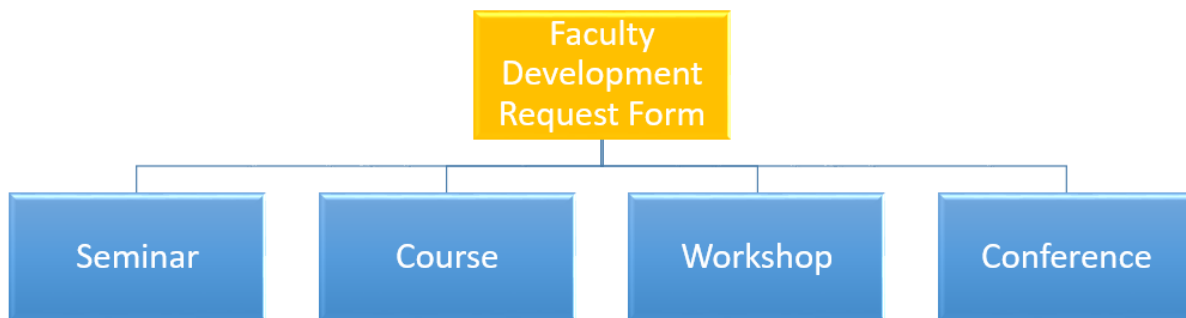 Faculty
Development
Request Form
Seminar
Course
Workshop
Conference